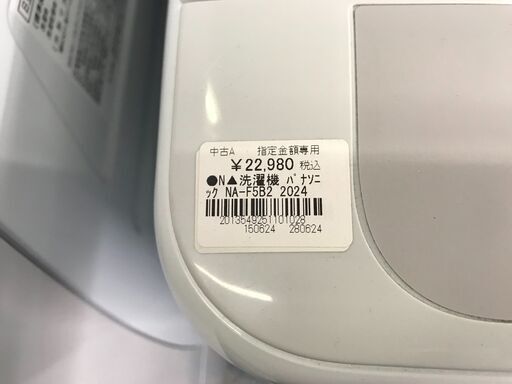 中古A 指定金額専用
￥22,980 税込
●N▲洗濯機 パナソニ
ック NA-F5B2 2024
2013549251101028
150624 280624